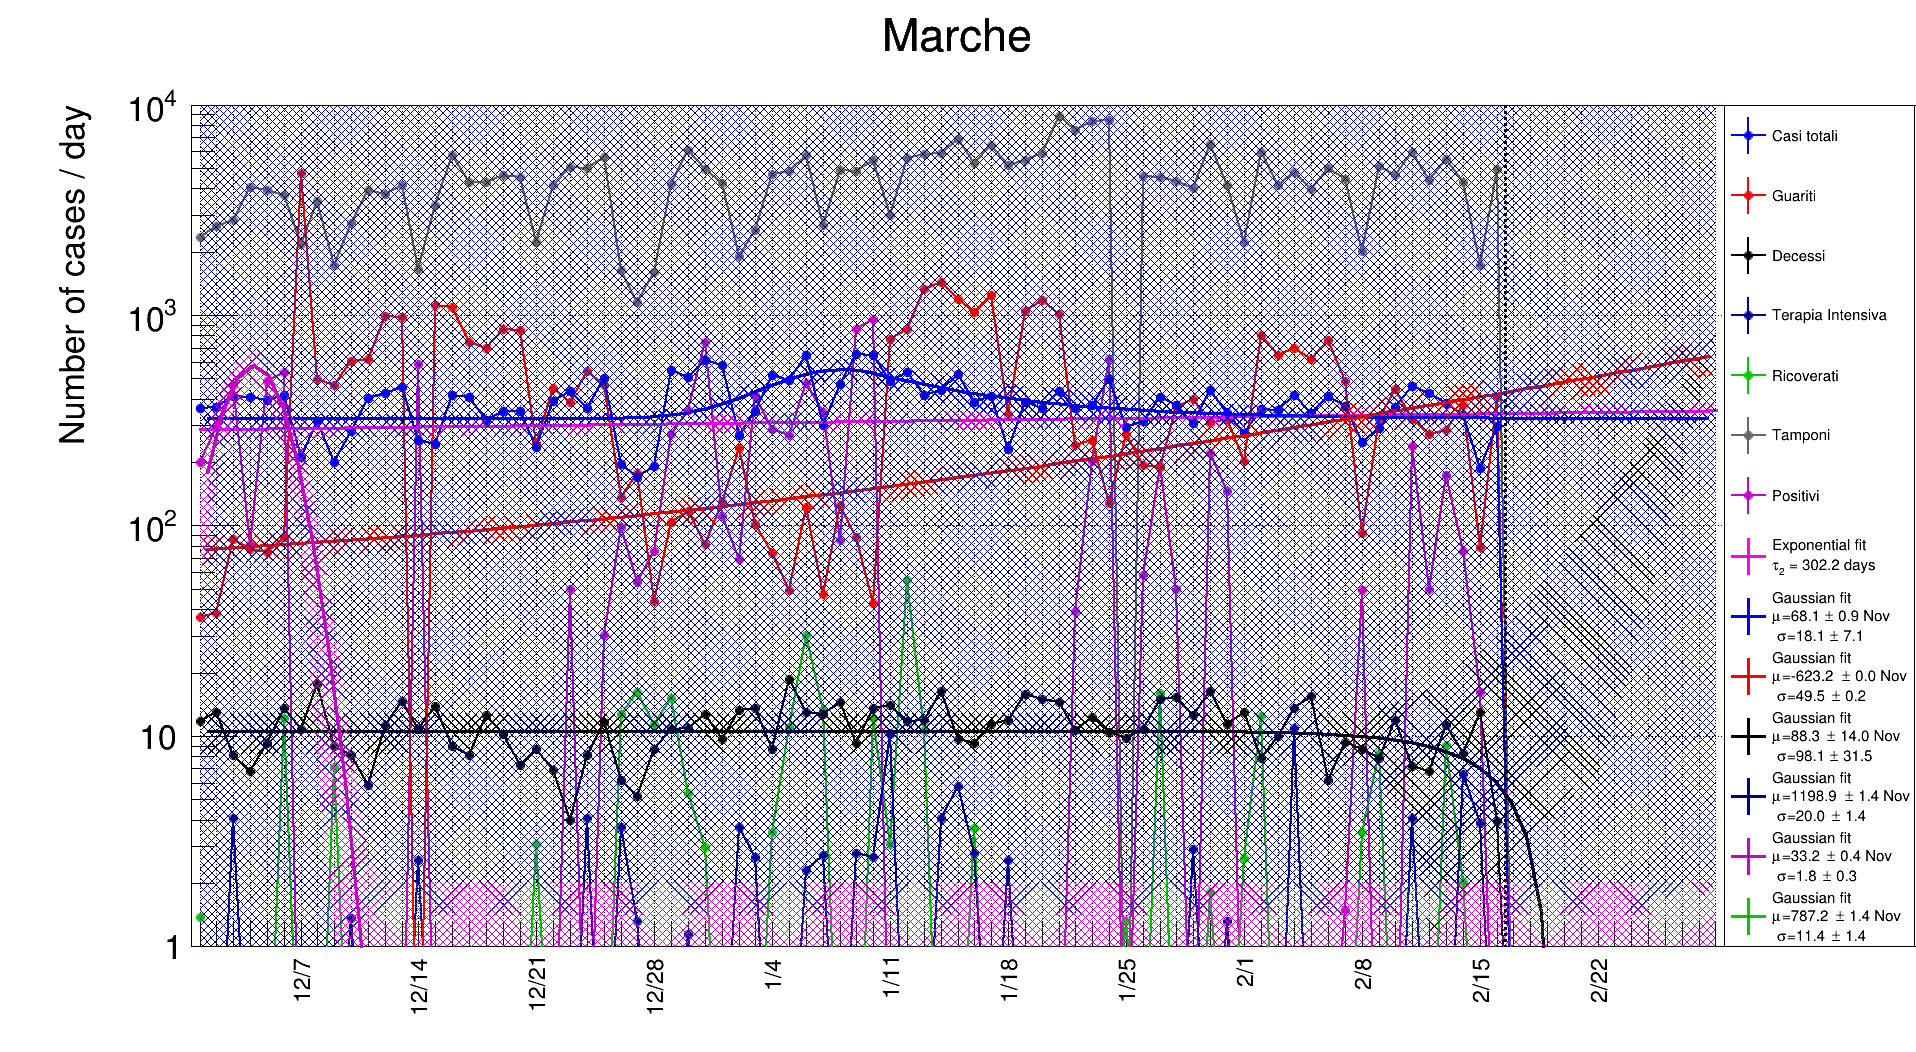 Marche
Number of cases / day
10^4
10^3
10^2
10
1
12/7
12/14
12/21
12/28
1/4
1/11
1/18
1/25
2/1
2/8
2/15
2/22
Casi totali
Guariti
Decessi
Terapia Intensiva
Ricoverati
Tamponi
Positivi
Exponential fit
τ₂ = 302.2 days
Gaussian fit
μ=68.1 ± 0.9 Nov
σ=18.1 ± 7.1
Gaussian fit
μ=-623.2 ± 0.0 Nov
σ=49.5 ± 0.2
Gaussian fit
μ=88.3 ± 14.0 Nov
σ=98.1 ± 31.5
Gaussian fit
μ=1198.9 ± 1.4 Nov
σ=20.0 ± 1.4
Gaussian fit
μ=33.2 ± 0.4 Nov
σ=1.8 ± 0.3
Gaussian fit
μ=787.2 ± 1.4 Nov
σ=11.4 ± 1.4